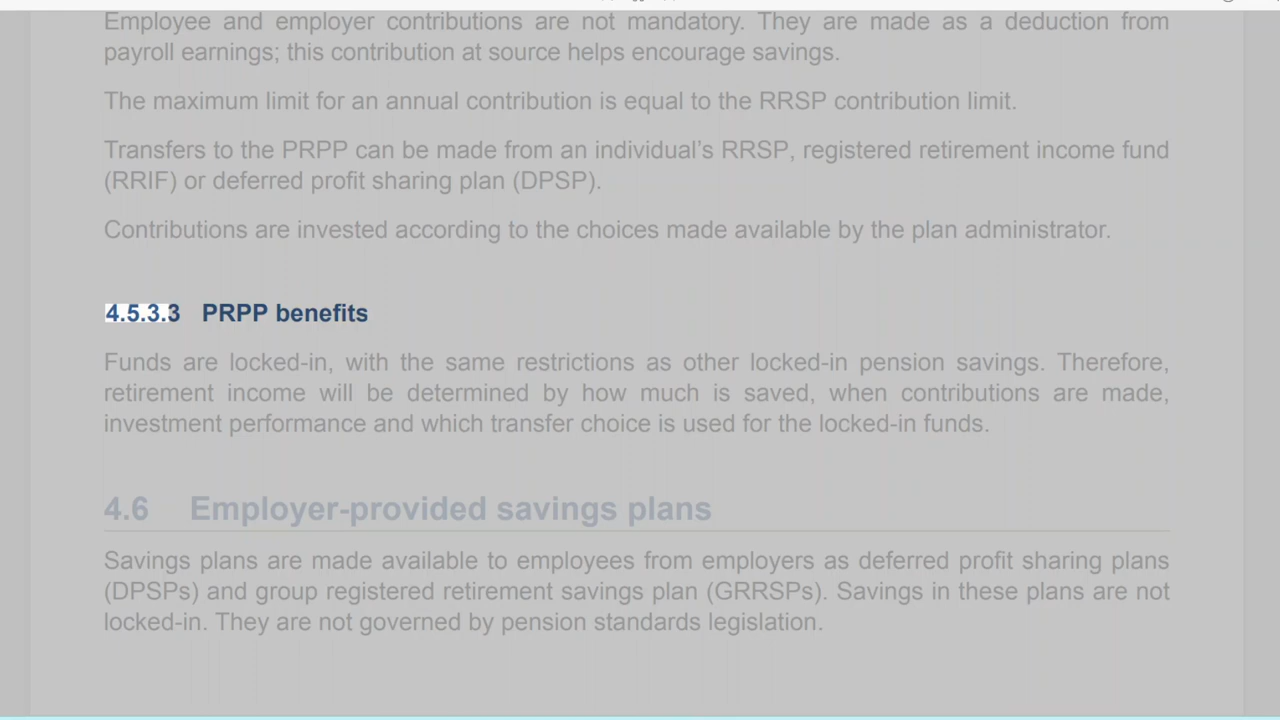 Employee and employer contributions are not mandatory. They are made as a deduction from
payroll earnings; this contribution at source helps encourage savings.
The maximum limit for an annual contribution is equal to the RRSP contribution limit.
Transfers to the PRPP can be made from an individual’s RRSP, registered retirement income fund
(RRIF) or deferred profit sharing plan (DPSP).
Contributions are invested according to the choices made available by the plan administrator.
4.5.3.3 PRPP benefits
Funds are locked-in, with the same restrictions as other locked-in pension savings. Therefore,
retirement income will be determined by how much is saved, when contributions are made,
investment performance and which transfer choice is used for the locked-in funds.
4.6 Employer-provided savings plans
Savings plans are made available to employees from employers as deferred profit sharing plans
(DPSPs) and group registered retirement savings plan (GRRSPs). Savings in these plans are not
locked-in. They are not governed by pension standards legislation.